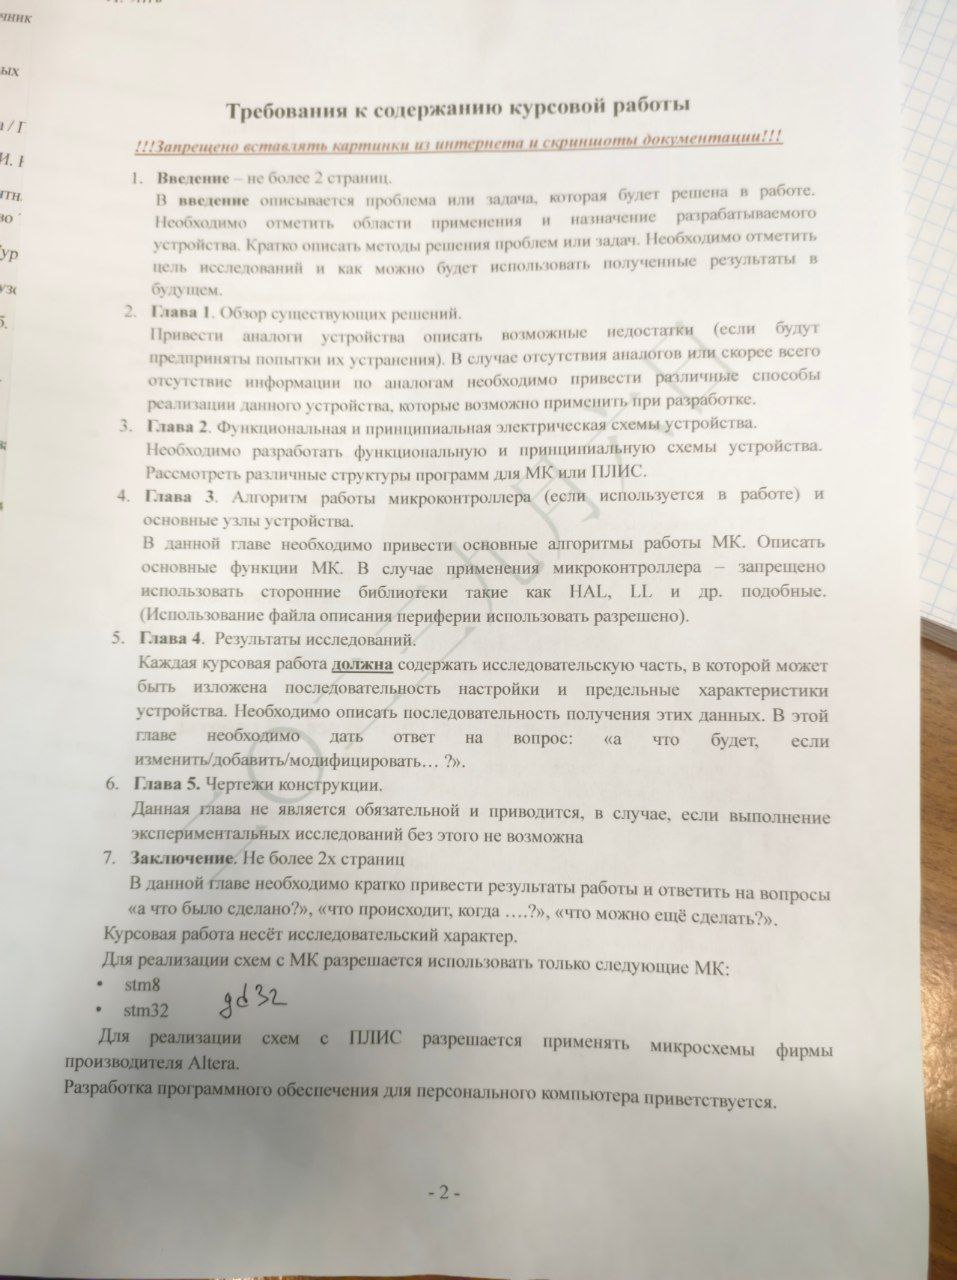 чник
ых
Требования к содержанию курсовой работы
!!!Запрещено вставлять картинки из интернета и скриншоты документации!!!
1. Введение – не более 2 страниц.
В введение описывается проблема или задача, которая будет решена в работе.
Необходимо отметить области применения и назначение разрабатываемого
устройства. Кратко описать методы решения проблем или задач. Необходимо отметить
цель исследований и как можно будет использовать полученные результаты в
будущем.
2. Глава 1. Обзор существующих решений.
Привести аналоги устройства описать возможные недостатки (если будут
предприняты попытки их устранения). В случае отсутствия аналогов или скорее всего
отсутствие информации по аналогам необходимо привести различные способы
реализации данного устройства, которые возможно применить при разработке.
3. Глава 2. Функциональная и принципиальная электрическая схемы устройства.
Необходимо разработать функциональную и принципиальную схемы устройства.
Рассмотреть различные структуры программ для МК или ПЛИС.
4. Глава 3. Алгоритм работы микроконтроллера (если используется в работе) и
основные узлы устройства.
В данной главе необходимо привести основные алгоритмы работы МК. Описать
основные функции МК. В случае применения микроконтроллера – запрещено
использовать сторонние библиотеки такие как HAL, LL и др. подобные.
(Использование файла описания периферии использовать разрешено).
5. Глава 4. Результаты исследований.
Каждая курсовая работа должна содержать исследовательскую часть, в которой может
быть изложена последовательность настройки и предельные характеристики
устройства. Необходимо описать последовательность получения этих данных. В этой
главе необходимо дать ответ на вопрос: «а что будет, если
изменить/добавить/модифицировать… ?».
6. Глава 5. Чертежи конструкции.
Данная глава не является обязательной и приводится, в случае, если выполнение
экспериментальных исследований без этого не возможна
7. Заключение. Не более 2х страниц
В данной главе необходимо кратко привести результаты работы и ответить на вопросы
«а что было сделано?», «что происходит, когда ….?», «что можно ещё сделать?».
Курсовая работа несёт исследовательский характер.
Для реализации схем с МК разрешается использовать только следующие МК:
• stm8
• stm32 gd32
Для реализации схем с ПЛИС разрешается применять микросхемы фирмы
производителя Altera.
Разработка программного обеспечения для персонального компьютера приветствуется.
- 2 -